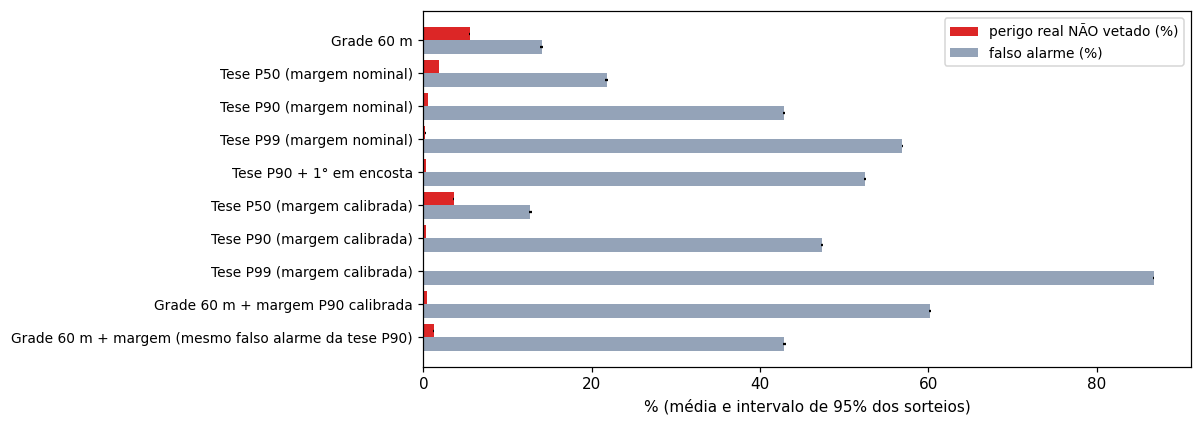 perigo real NÃO vetado (%)
falso alarme (%)
Grade 60 m
Tese P50 (margem nominal)
Tese P90 (margem nominal)
Tese P99 (margem nominal)
Tese P90 + 1° em encosta
Tese P50 (margem calibrada)
Tese P90 (margem calibrada)
Tese P99 (margem calibrada)
Grade 60 m + margem P90 calibrada
Grade 60 m + margem (mesmo falso alarme da tese P90)
0 20 40 60 80
% (média e intervalo de 95% dos sorteios)